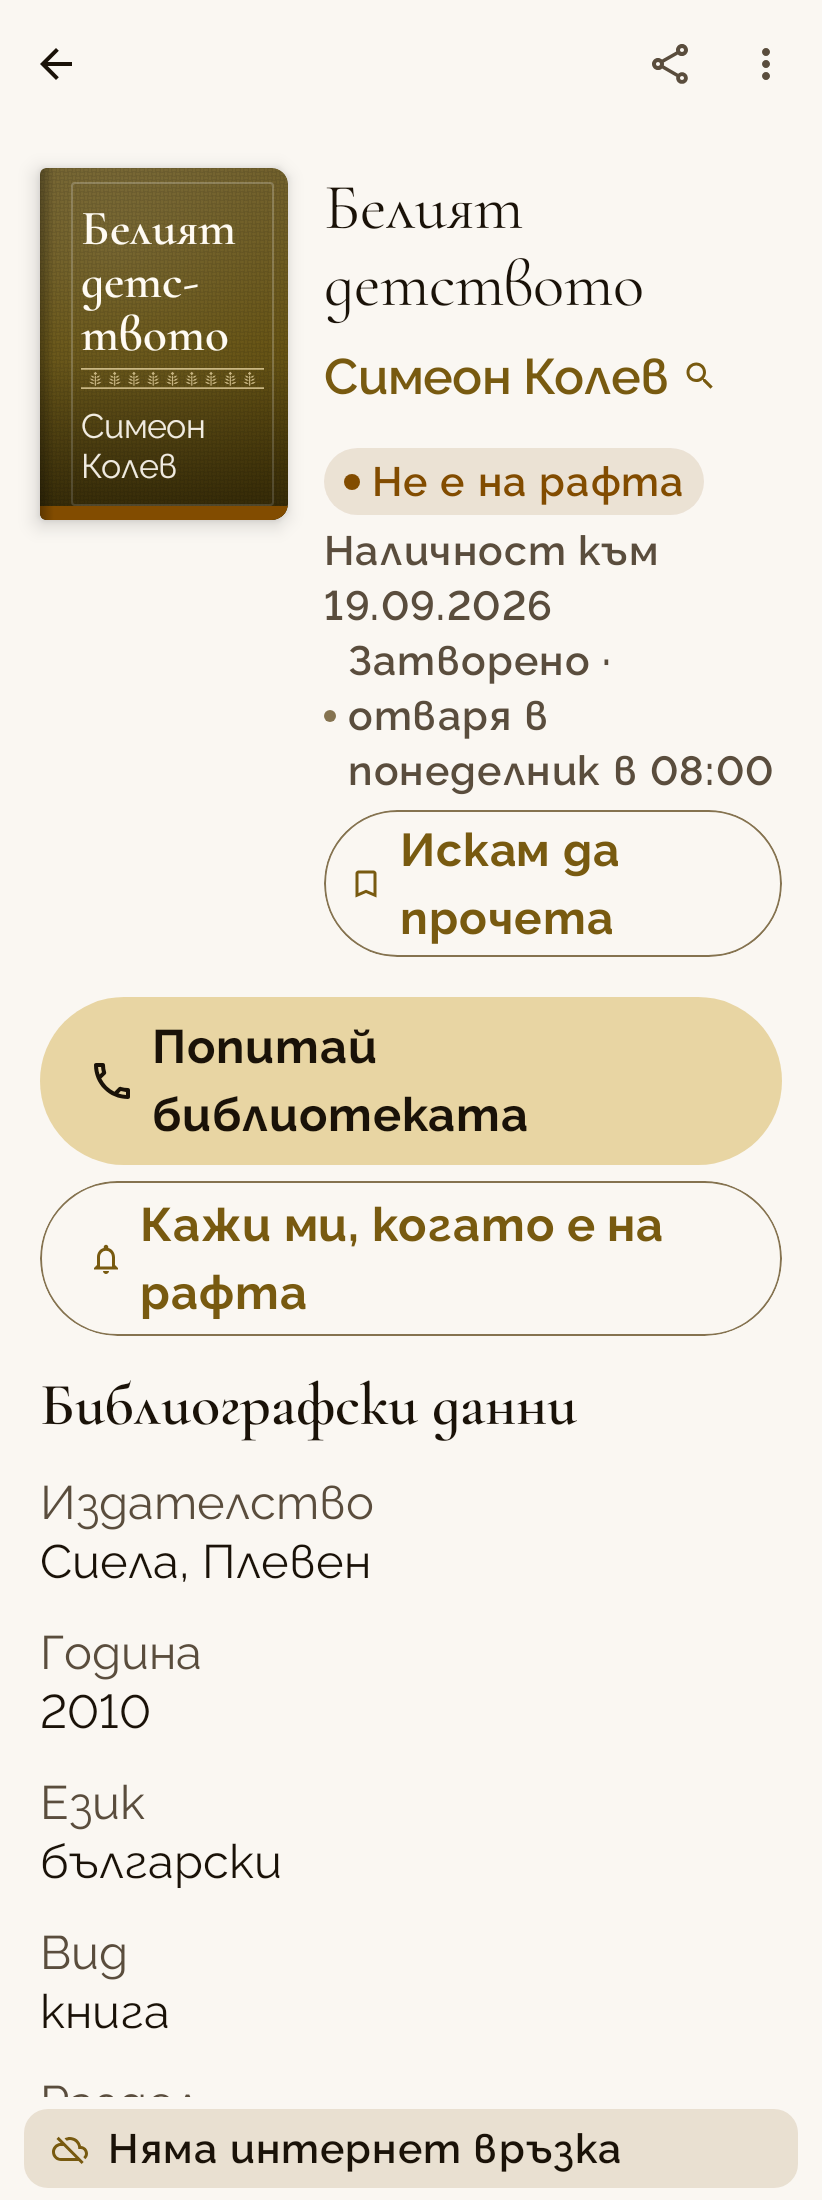 Белият
детс-
твото
Симеон
Колев
Белият
детството
Симеон Колев
Не е на рафта
Наличност към
19.09.2026
Затворено ·
отваря в
понеделник в 08:00
Искам да
прочета
Попитай
библиотеката
Кажи ми, когато е на
рафта
Библиографски данни
Издателство
Сиела, Плевен
Година
2010
Език
български
Вид
книга
Няма интернет връзка